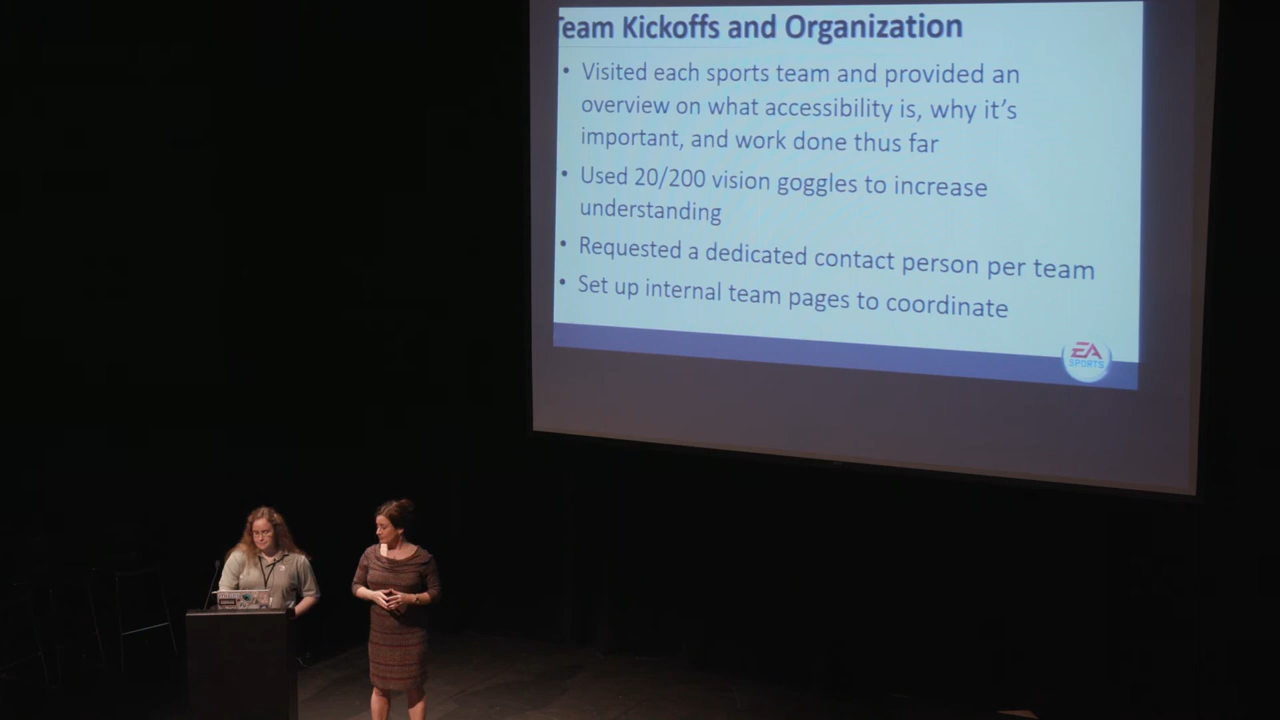 Team Kickoffs and Organization
• Visited each sports team and provided an
overview on what accessibility is, why it's
important, and work done thus far
• Used 20/200 vision goggles to increase
understanding
• Requested a dedicated contact person per team
• Set up internal team pages to coordinate
EA
SPORTS